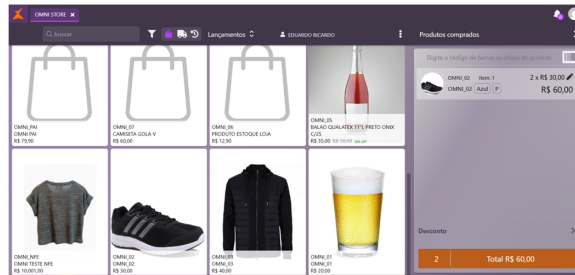 OMNI STORE ×
buscar
Lançamentos
EDUARDO RICARDO
Produtos comprados
Digite o código de barras ou chave do produto
OMNI_PAI
OMNI PAI
R$ 79,90
OMNI_07
CAMISETA GOLA V
R$ 60,00
OMNI_06
PRODUTO ESTOQUE LOJA
R$ 12,90
OMNI_05
BALAO QUALATEX 11"L PRETO ONIX
C/25
R$ 35,00 R$ 50,00
OMNI_NFE
OMNI TESTE NFE
R$ 10.001,00
OMNI_02
OMNI_02
R$ 30,00
OMNI_03
OMNI_03
R$ 40,00
OMNI_01
OMNI_01
R$ 20,00
OMNI_02 Item: 1 2 x R$ 30,00
OMNI_02 Azul P R$ 60,00
Desconto
2 Total R$ 60,00